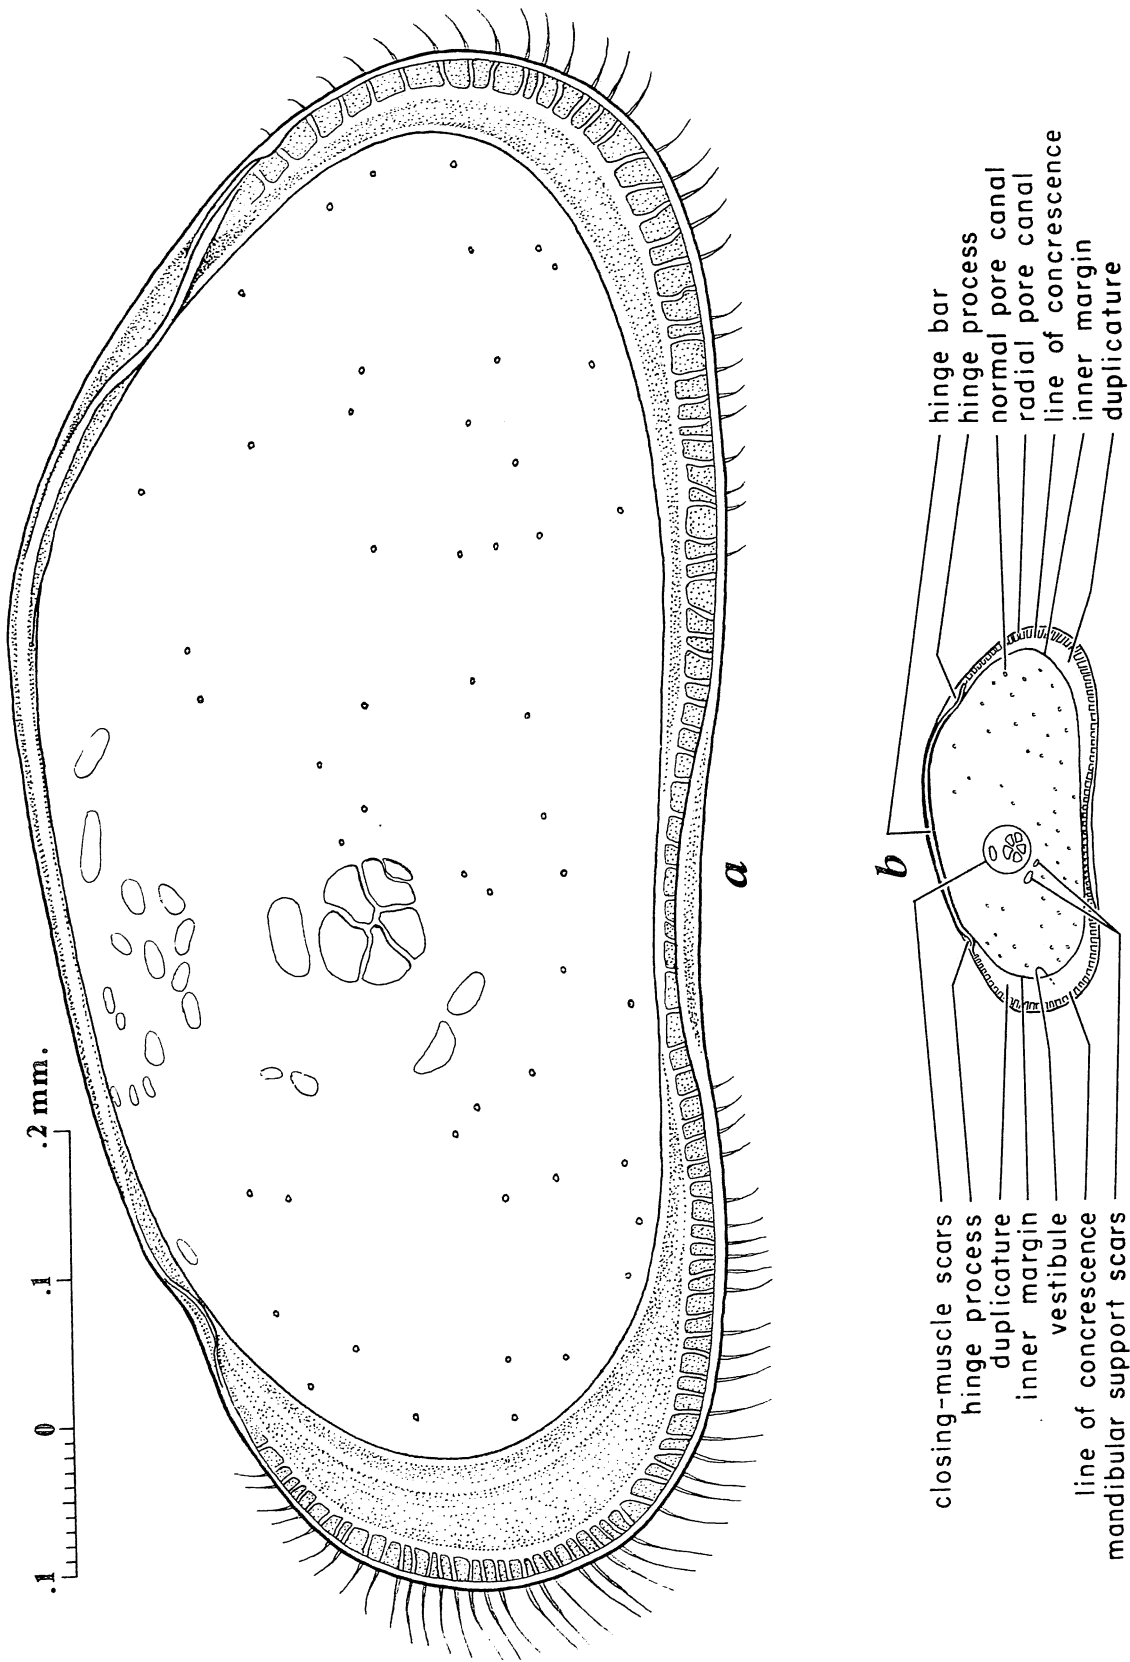 .1 0 .1 .2 mm.
a
b
closing-muscle scars
hinge process
duplicature
inner margin
vestibule
line of concrescence
mandibular support scars
hinge bar
hinge process
normal pore canal
radial pore canal
line of concrescence
inner margin
duplicature